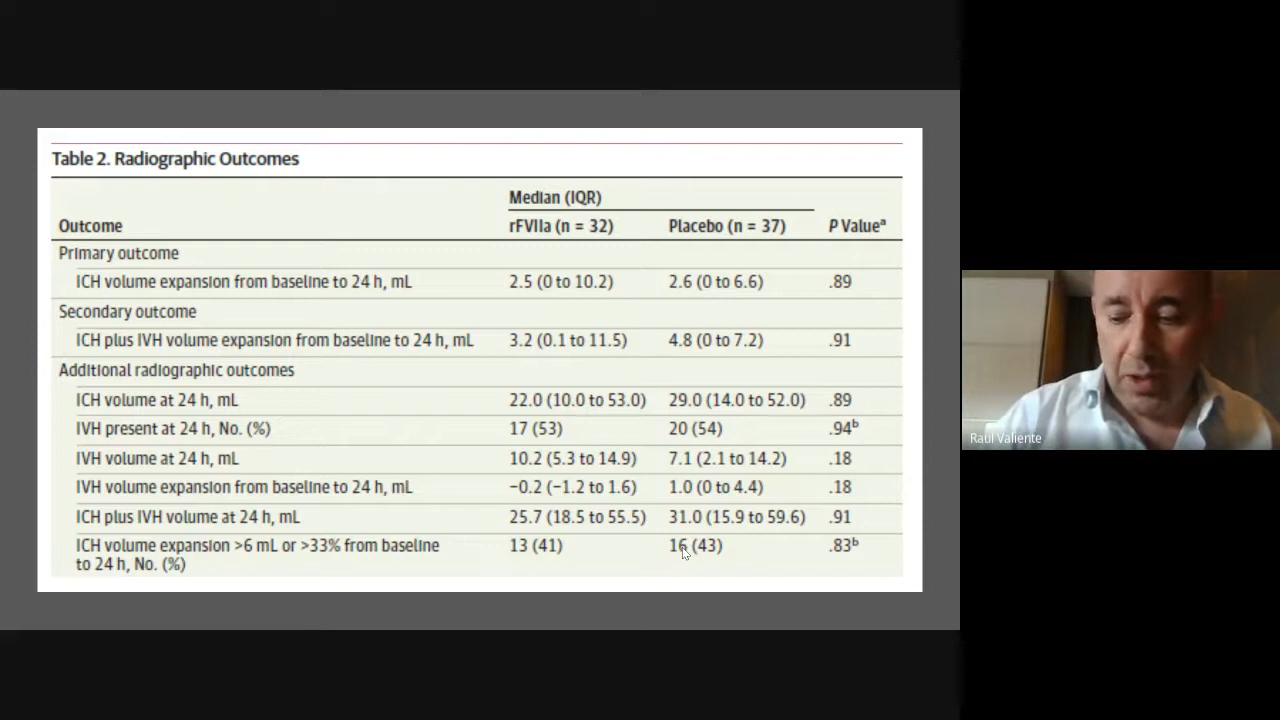 Table 2. Radiographic Outcomes
Median (IQR)
Outcome rFVIIa (n = 32) Placebo (n = 37) P Valueᵃ
Primary outcome
ICH volume expansion from baseline to 24 h, mL 2.5 (0 to 10.2) 2.6 (0 to 6.6) .89
Secondary outcome
ICH plus IVH volume expansion from baseline to 24 h, mL 3.2 (0.1 to 11.5) 4.8 (0 to 7.2) .91
Additional radiographic outcomes
ICH volume at 24 h, mL 22.0 (10.0 to 53.0) 29.0 (14.0 to 52.0) .89
IVH present at 24 h, No. (%) 17 (53) 20 (54) .94ᵇ
IVH volume at 24 h, mL 10.2 (5.3 to 14.9) 7.1 (2.1 to 14.2) .18
IVH volume expansion from baseline to 24 h, mL −0.2 (−1.2 to 1.6) 1.0 (0 to 4.4) .18
ICH plus IVH volume at 24 h, mL 25.7 (18.5 to 55.5) 31.0 (15.9 to 59.6) .91
ICH volume expansion >6 mL or >33% from baseline 13 (41) 16 (43) .83ᵇ
to 24 h, No. (%)
Raul Valiente